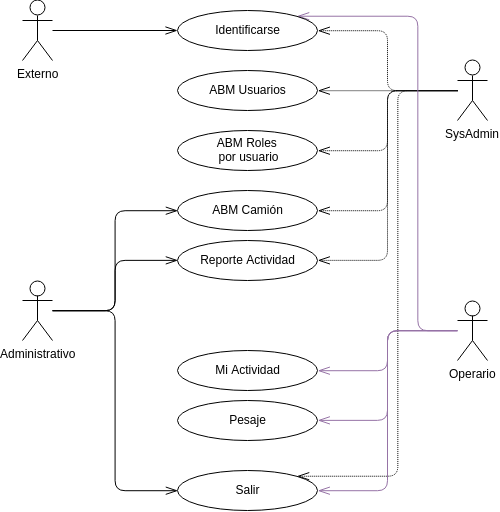 Identificarse
Externo
ABM Usuarios
SysAdmin
ABM Roles
por usuario
ABM Camión
Reporte Actividad
Administrativo
Mi Actividad
Operario
Pesaje
Salir